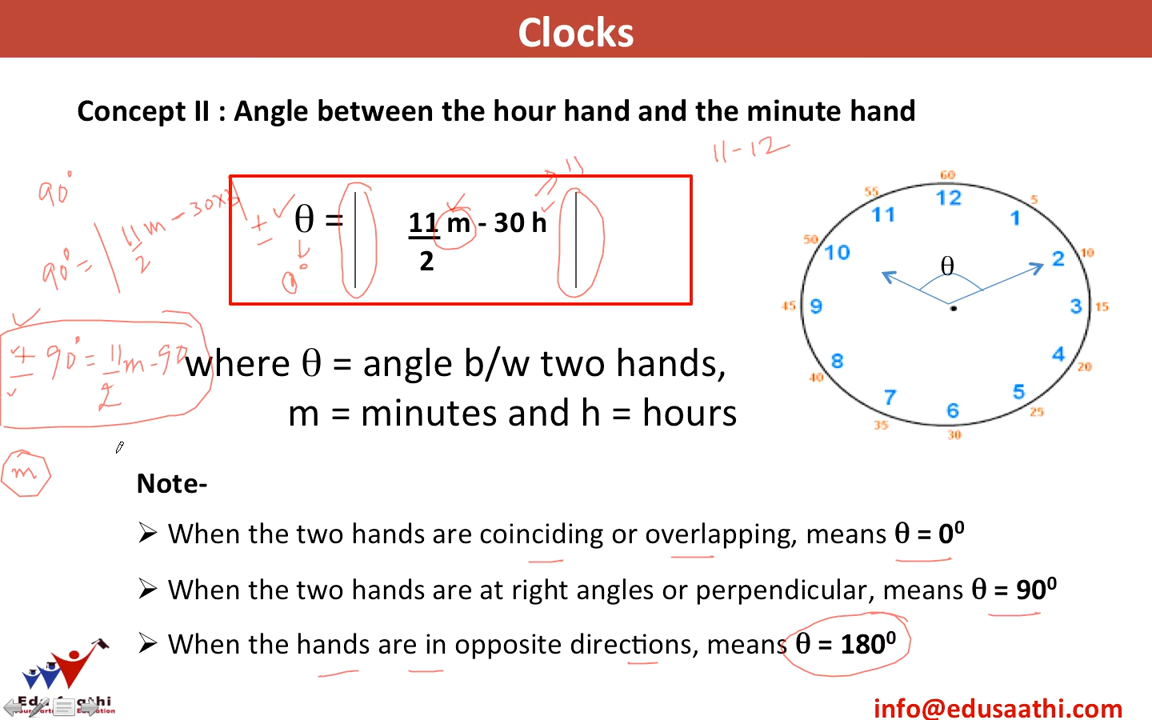 Clocks
Concept II : Angle between the hour hand and the minute hand
11-12
90°
90° = | 11/2 m - 30x
± θ = | 11/2 m - 30 h | 11
0°
± 90° = 11/2 m - 90
where θ = angle b/w two hands,
m = minutes and h = hours
m
60
55 12 5
11 1
50 10 2 10
θ
45 9 3 15
8 4
40 20
7 5
35 6 25
30
Note-
➢ When the two hands are coinciding or overlapping, means θ = 0⁰
➢ When the two hands are at right angles or perpendicular, means θ = 90⁰
➢ When the hands are in opposite directions, means θ = 180⁰
info@edusaathi.com